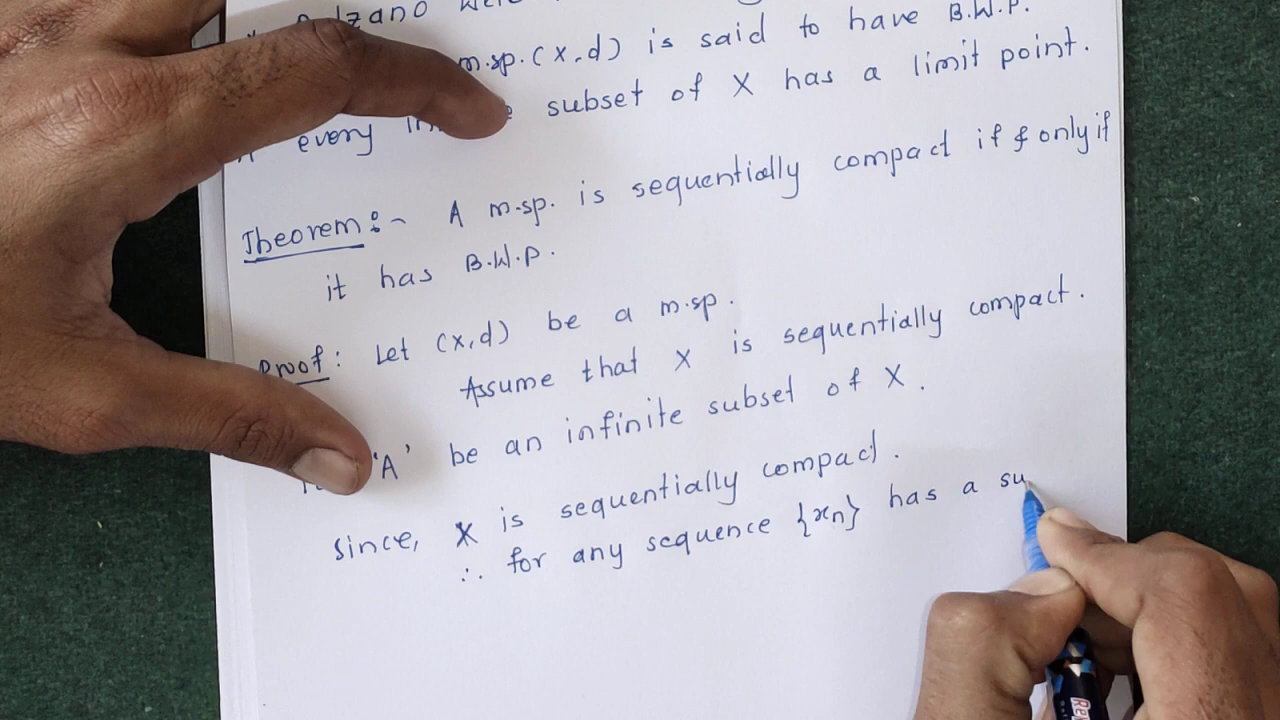 m.sp. (X,d) is said to have B.W.P.
every subset of X has a limit point.
Theorem:- A m.sp. is sequentially compact if & only if
it has B.W.P.
Proof: Let (X,d) be a m.sp.
Assume that X is sequentially compact.
'A' be an infinite subset of X.
since, X is sequentially compact.
∴ for any sequence {xn} has a su